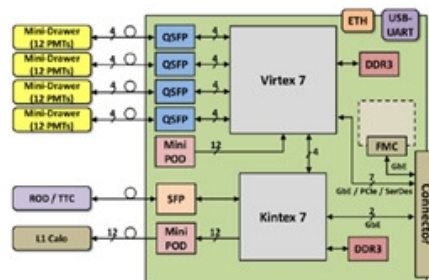 ETH
USB-
UART
Mini-Drawer
(12 PMTs)
4
QSFP
4
Mini-Drawer
(12 PMTs)
4
QSFP
4
Mini-Drawer
(12 PMTs)
4
QSFP
4
Mini-Drawer
(12 PMTs)
4
QSFP
4
Virtex 7
DDR3
Mini
POD
12
FMC
GbE
4
7
GbE / PCIe / SerDes
Connector
ROD / TTC
SFP
Kintex 7
2
GbE
L1 Calo
12
Mini
POD
12
DDR3